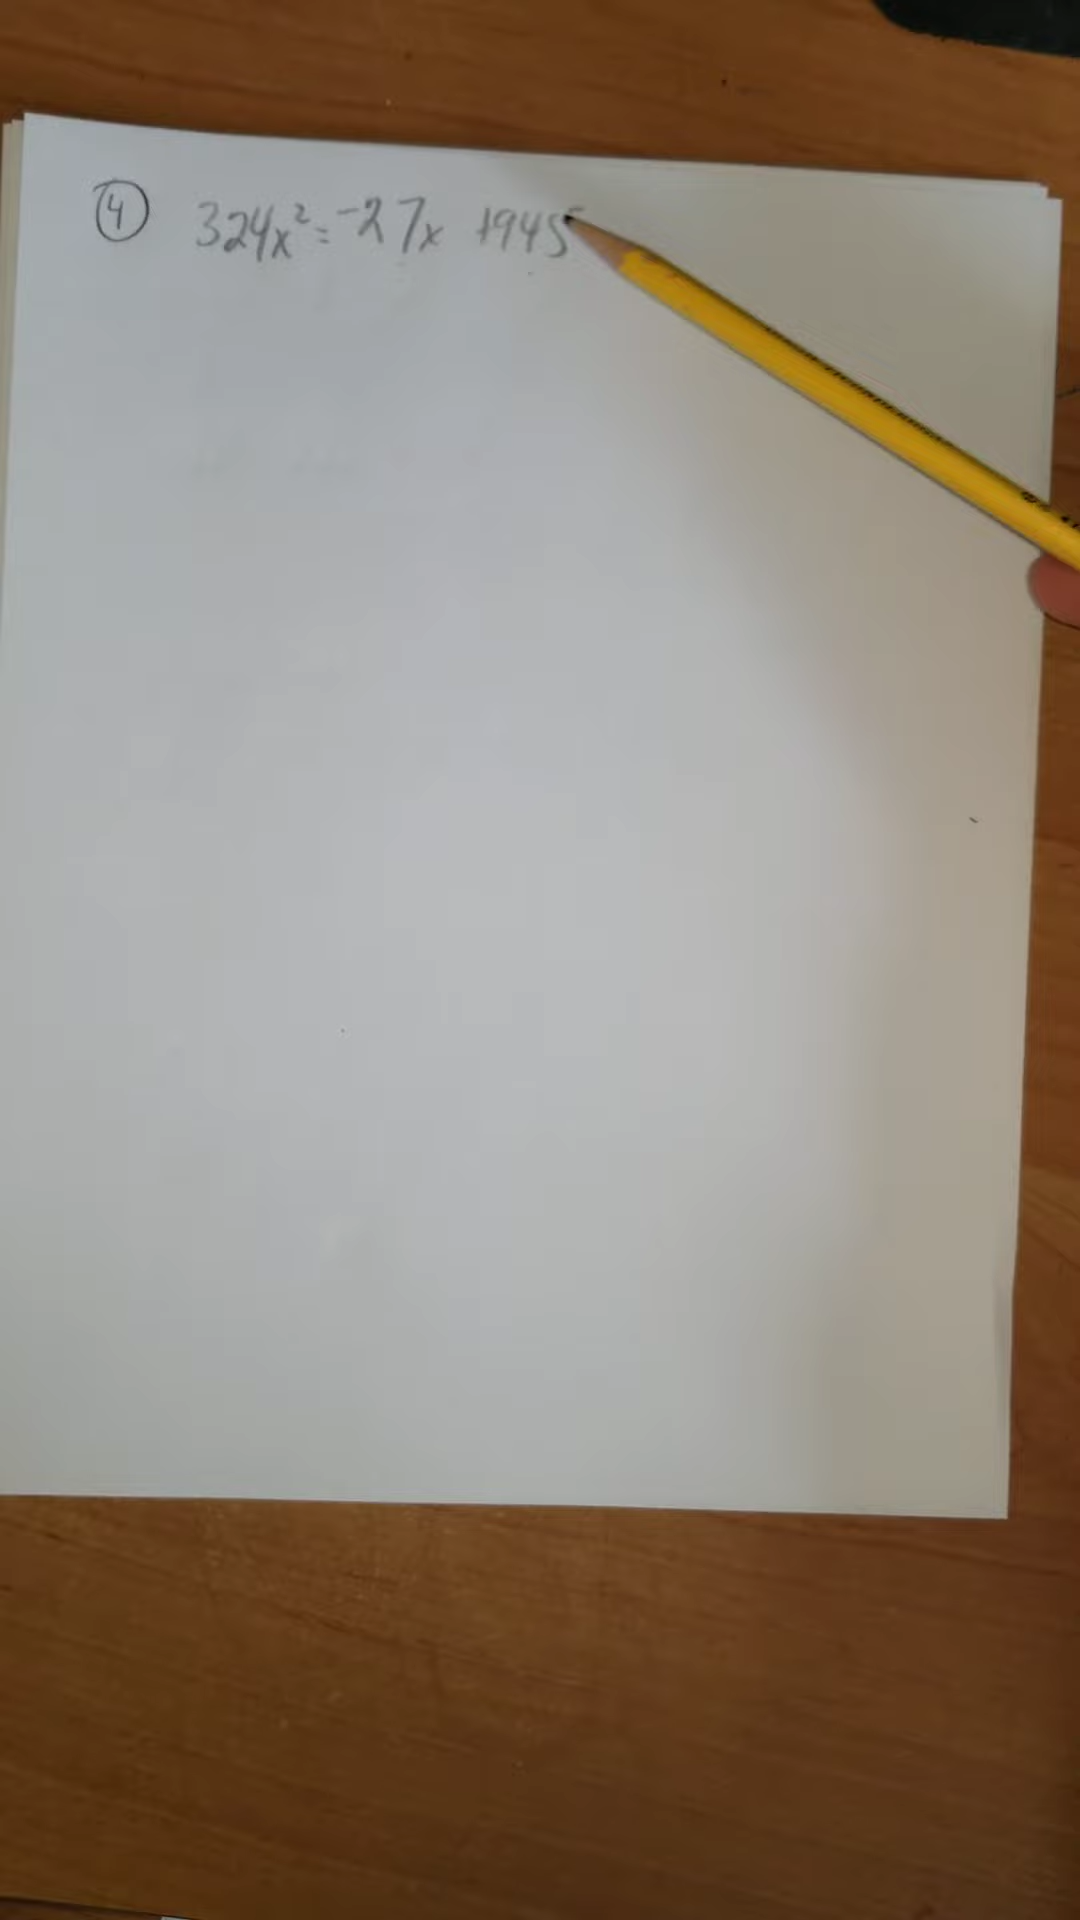 ④ 324x² = -27x +945